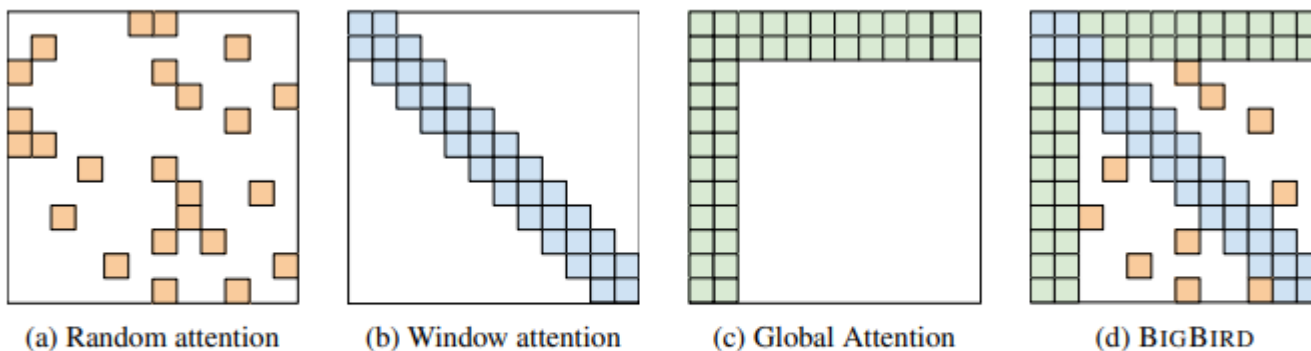 (a) Random attention
(b) Window attention
(c) Global Attention
(d) BIGBIRD